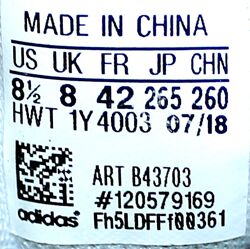 MADE IN CHINA
US UK FR JP CHN
8½ 8 42 265 260
HWT 1Y4003 07/18
ART B43703
#120579169
adidas Fh5LDFFf00361